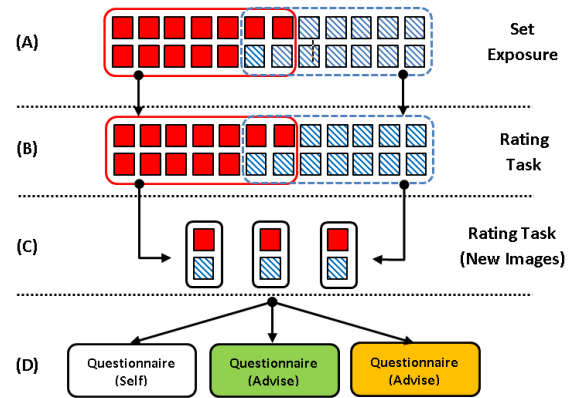 (A)
Set
Exposure
(B)
Rating
Task
(C)
Rating Task
(New Images)
(D)
Questionnaire
(Self)
Questionnaire
(Advise)
Questionnaire
(Advise)